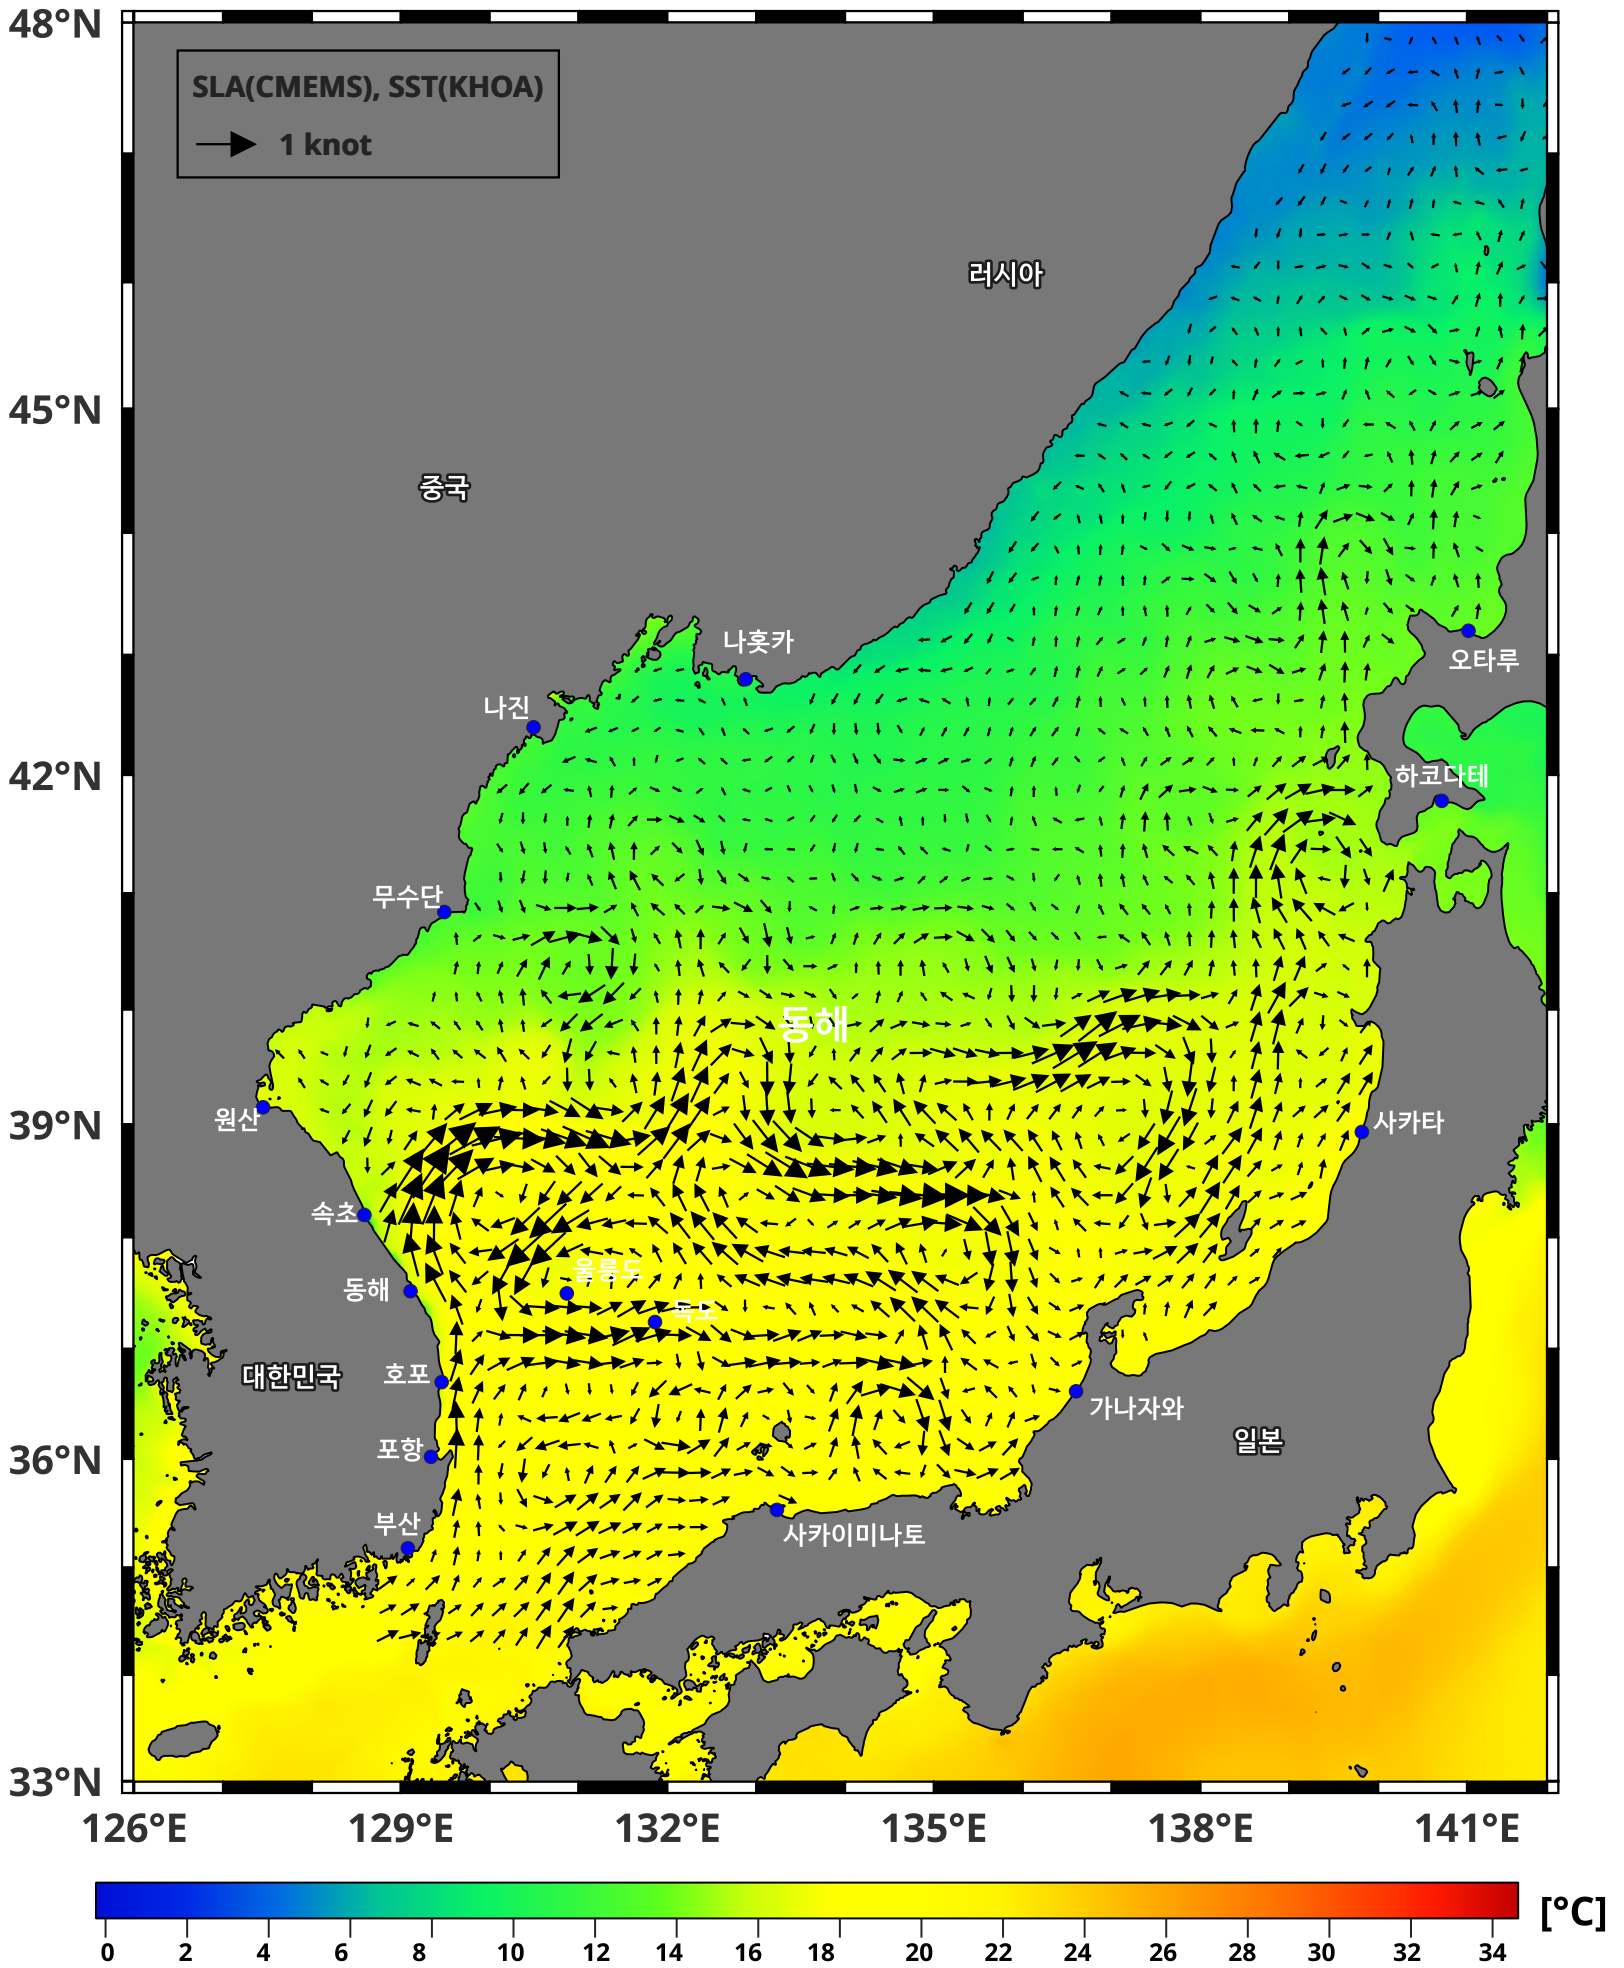 48°N
SLA(CMEMS), SST(KHOA)
1 knot
러시아
45°N
중국
나홋카
오타루
나진
42°N
하코다테
무수단
동해
39°N
원산
사카타
속초
울릉도
동해
독도
대한민국
호포
가나자와
일본
36°N
포항
부산
사카이미나토
33°N
126°E 129°E 132°E 135°E 138°E 141°E
[°C]
0 2 4 6 8 10 12 14 16 18 20 22 24 26 28 30 32 34